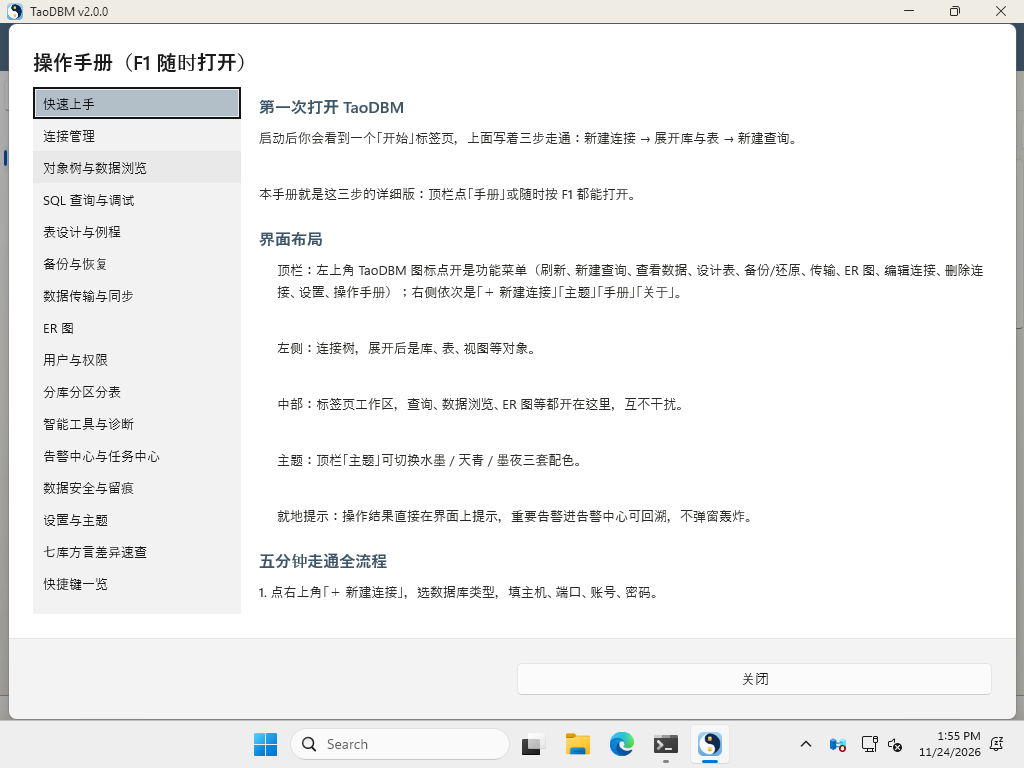 TaoDBM v2.0.0
操作手册（F1 随时打开）
快速上手
连接管理
对象树与数据浏览
SQL 查询与调试
表设计与例程
备份与恢复
数据传输与同步
ER 图
用户与权限
分库分区分表
智能工具与诊断
告警中心与任务中心
数据安全与留痕
设置与主题
七库方言差异速查
快捷键一览
第一次打开 TaoDBM
启动后你会看到一个「开始」标签页，上面写着三步走通：新建连接 → 展开库与表 → 新建查询。
本手册就是这三步的详细版：顶栏点「手册」或随时按 F1 都能打开。
界面布局
顶栏：左上角 TaoDBM 图标点开是功能菜单（刷新、新建查询、查看数据、设计表、备份/还原、传输、ER 图、编辑连接、删除连
接、设置、操作手册）；右侧依次是「＋ 新建连接」「主题」「手册」「关于」。
左侧：连接树，展开后是库、表、视图等对象。
中部：标签页工作区，查询、数据浏览、ER 图等都开在这里，互不干扰。
主题：顶栏「主题」可切换水墨 / 天青 / 墨夜三套配色。
就地提示：操作结果直接在界面上提示，重要告警进告警中心可回溯，不弹窗轰炸。
五分钟走通全流程
1. 点右上角「＋ 新建连接」，选数据库类型，填主机、端口、账号、密码。
关闭
Search
1:55 PM
11/24/2026